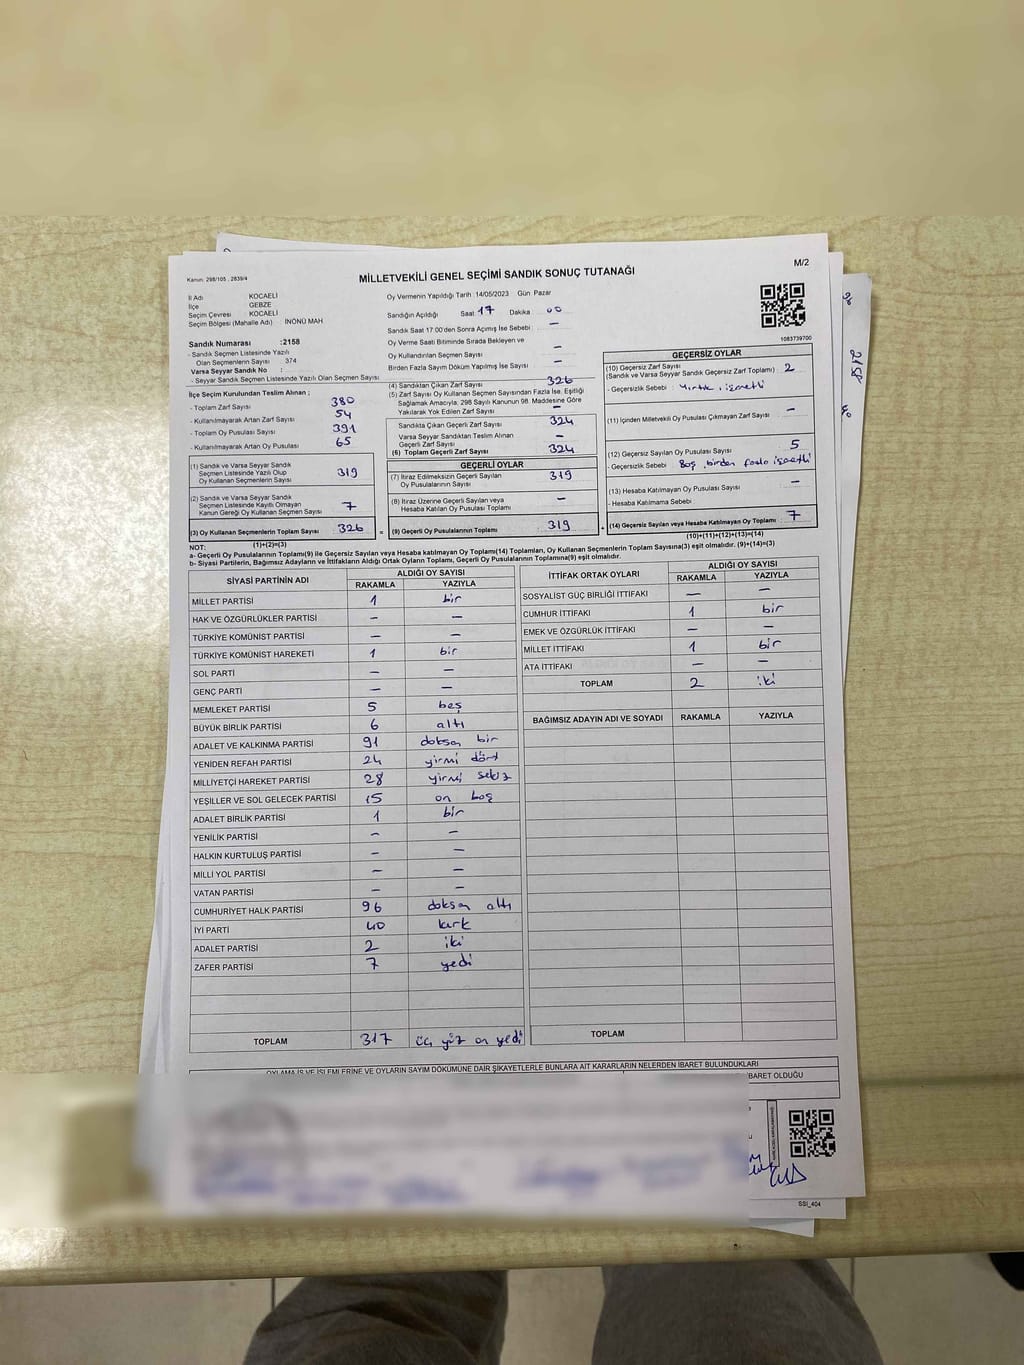 Kanun: 298/105, 2839/4
MİLLETVEKİLİ GENEL SEÇİMİ SANDIK SONUÇ TUTANAĞI
M/2
İl Adı KOCAELİ
İlçe GEBZE
Seçim Çevresi KOCAELİ
Seçim Bölgesi (Mahalle Adı) İNÖNÜ MAH
Sandık Numarası :2158
- Sandık Seçmen Listesinde Yazılı
Olan Seçmenlerin Sayısı 374
Varsa Seyyar Sandık No :
- Seyyar Sandık Seçmen Listesinde Yazılı Olan Seçmen Sayısı
İlçe Seçim Kurulundan Teslim Alınan ;
- Toplam Zarf Sayısı 380
- Kullanılmayarak Artan Zarf Sayısı 54
- Toplam Oy Pusulası Sayısı 391
- Kullanılmayarak Artan Oy Pusulası 65
(1) Sandık ve Varsa Seyyar Sandık
Seçmen Listesinde Yazılı Olup
Oy Kullanan Seçmenlerin Sayısı 319
(2) Sandık ve Varsa Seyyar Sandık
Seçmen Listesinde Kayıtlı Olmayan
Kanun Gereği Oy Kullanan Seçmen Sayısı 7
(3) Oy Kullanan Seçmenlerin Toplam Sayısı 326 =
(1)+(2)=(3)
Oy Vermenin Yapıldığı Tarih : 14/05/2023 Gün Pazar
Sandığın Açıldığı Saat 17 Dakika 00
Sandık Saat 17:00'den Sonra Açımış İse Sebebi : —
Oy Verme Saati Bitiminde Sırada Bekleyen ve
Oy Kullandırılan Seçmen Sayısı —
Birden Fazla Sayım Döküm Yapılmış İse Sayısı —
(4) Sandıktan Çıkan Zarf Sayısı 326
(5) Zarf Sayısı Oy Kullanan Seçmen Sayısından Fazla İse, Eşitliği
Sağlamak Amacıyla, 298 Sayılı Kanunun 98. Maddesine Göre
Yakılarak Yok Edilen Zarf Sayısı —
Sandıkta Çıkan Geçerli Zarf Sayısı 324
Varsa Seyyar Sandıktan Teslim Alınan
Geçerli Zarf Sayısı —
(6) Toplam Geçerli Zarf Sayısı 324
GEÇERLİ OYLAR
(7) İtiraz Edilmeksizin Geçerli Sayılan
Oy Pusulasının Sayısı 319
(8) İtiraz Üzerine Geçerli Sayılan veya
Hesaba Katılan Oy Pusulası Toplamı —
(9) Geçerli Oy Pusulalarının Toplamı 319 +
1083739700
GEÇERSİZ OYLAR
(10) Geçersiz Zarf Sayısı
(Sandık ve Varsa Seyyar Sandık Geçersiz Zarf Toplamı) 2
- Geçersizlik Sebebi : Yırtık, işaretli
(11) İçinden Milletvekili Oy Pusulası Çıkmayan Zarf Sayısı —
(12) Geçersiz Sayılan Oy Pusulası Sayısı 5
- Geçersizlik Sebebi Boş, birden fazla işaretli
(13) Hesaba Katılmayan Oy Pusulası Sayısı —
- Hesaba Katılmama Sebebi
(14) Geçersiz Sayılan veya Hesaba Katılmayan Oy Toplamı 7
(10)+(11)+(12)+(13)=(14)
NOT:
a- Geçerli Oy Pusulalarının Toplamı(9) ile Geçersiz Sayılan veya Hesaba katılmayan Oy Toplamı(14) Toplamları, Oy Kullanan Seçmenlerin Toplam Sayısına(3) eşit olmalıdır. (9)+(14)=(3)
b- Siyasi Partilerin, Bağımsız Adayların ve İttifakların Aldığı Ortak Oyların Toplamı, Geçerli Oy Pusulalarının Toplamına(9) eşit olmalıdır.
SİYASİ PARTİNİN ADI ALDIĞI OY SAYISI
RAKAMLA YAZIYLA
MİLLET PARTİSİ 1 bir
HAK VE ÖZGÜRLÜKLER PARTİSİ — —
TÜRKİYE KOMÜNİST PARTİSİ — —
TÜRKİYE KOMÜNİST HAREKETİ 1 bir
SOL PARTİ — —
GENÇ PARTİ — —
MEMLEKET PARTİSİ 5 beş
BÜYÜK BİRLİK PARTİSİ 6 altı
ADALET VE KALKINMA PARTİSİ 91 doksan bir
YENİDEN REFAH PARTİSİ 24 yirmi dört
MİLLİYETÇİ HAREKET PARTİSİ 28 yirmi sekiz
YEŞİLLER VE SOL GELECEK PARTİSİ 15 on beş
ADALET BİRLİK PARTİSİ 1 bir
YENİLİK PARTİSİ — —
HALKIN KURTULUŞ PARTİSİ — —
MİLLİ YOL PARTİSİ — —
VATAN PARTİSİ — —
CUMHURİYET HALK PARTİSİ 96 doksan altı
İYİ PARTİ 40 kırk
ADALET PARTİSİ 2 iki
ZAFER PARTİSİ 7 yedi
TOPLAM 317 üç yüz on yedi
İTTİFAK ORTAK OYLARI ALDIĞI OY SAYISI
RAKAMLA YAZIYLA
SOSYALİST GÜÇ BİRLİĞİ İTTİFAKI — —
CUMHUR İTTİFAKI 1 bir
EMEK VE ÖZGÜRLÜK İTTİFAKI — —
MİLLET İTTİFAKI 1 bir
ATA İTTİFAKI — —
TOPLAM 2 iki
BAĞIMSIZ ADAYIN ADI VE SOYADI RAKAMLA YAZIYLA
TOPLAM
OYLAMA İŞ VE İŞLEMLERİNE VE OYLARIN SAYIM DÖKÜMÜNE DAİR ŞİKAYETLERLE BUNLARA AİT KARARLARIN NELERDEN İBARET BULUNDUKLARI
İBARET OLDUĞU
SSI_404
2158